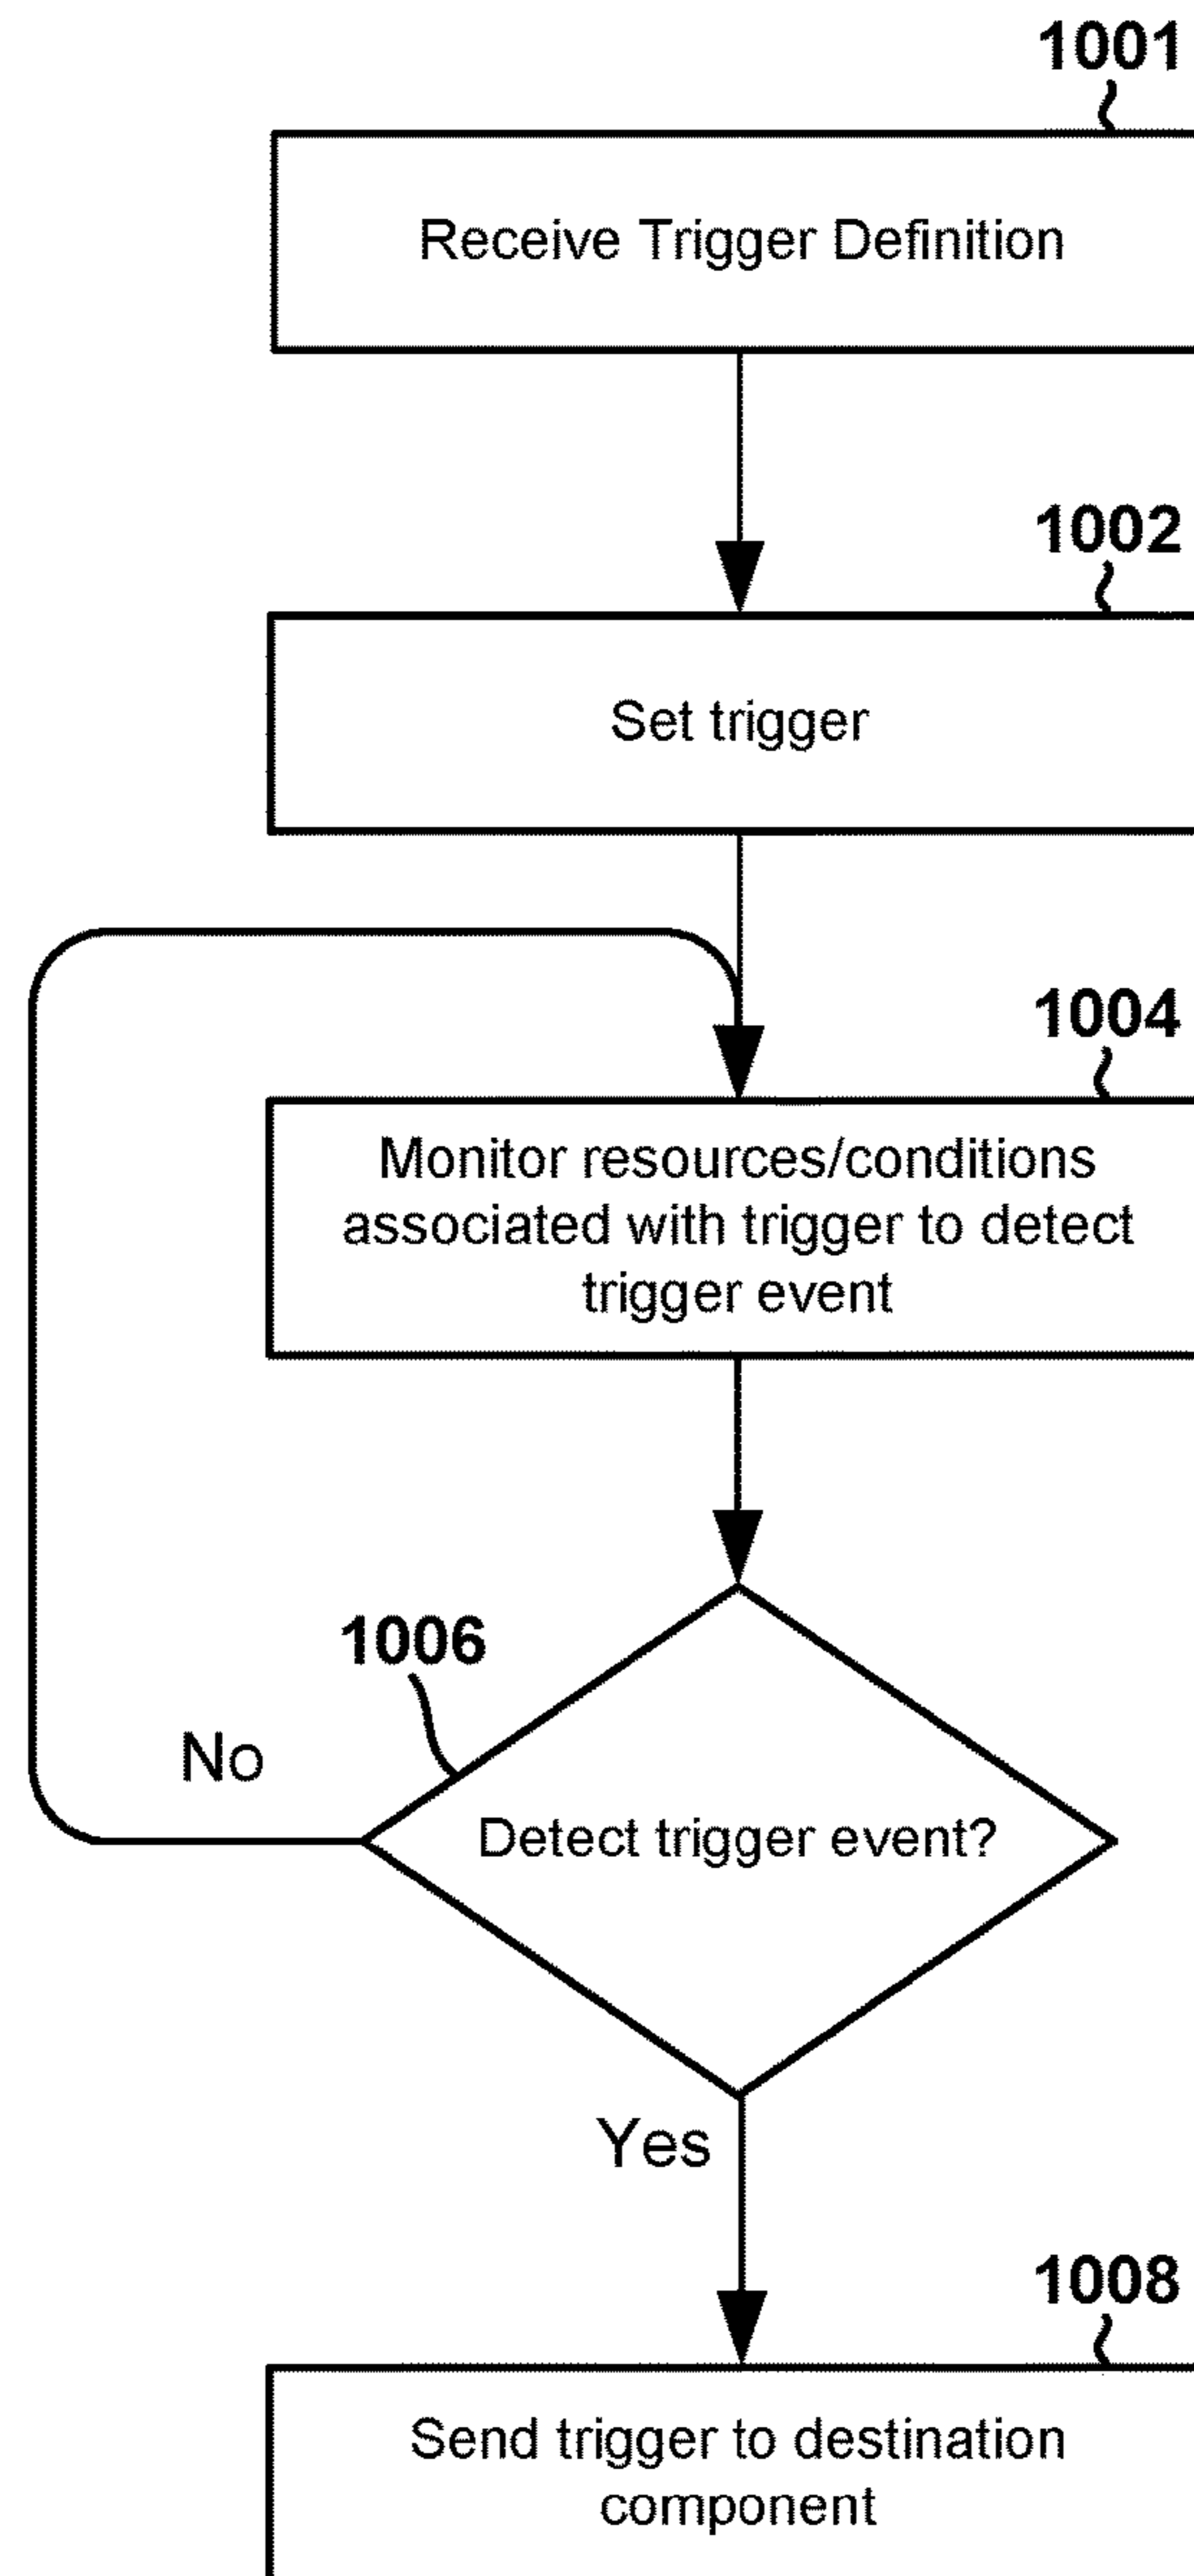 1001
Receive Trigger Definition
1002
Set trigger
1004
Monitor resources/conditions
associated with trigger to detect
trigger event
1006
No
Detect trigger event?
Yes
1008
Send trigger to destination
component